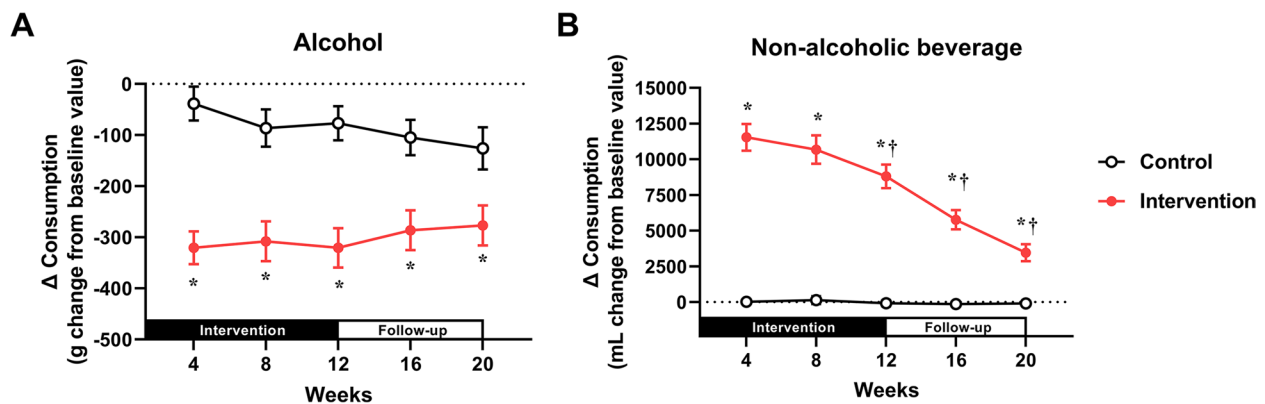 A
Alcohol
Δ Consumption
(g change from baseline value)
0
-100
-200
-300
-400
-500
* * * * *
Intervention Follow-up
4 8 12 16 20
Weeks
B
Non-alcoholic beverage
Δ Consumption
(mL change from baseline value)
15000
12500
10000
7500
5000
2500
0
* * *† *† *†
Intervention Follow-up
4 8 12 16 20
Weeks
Control
Intervention